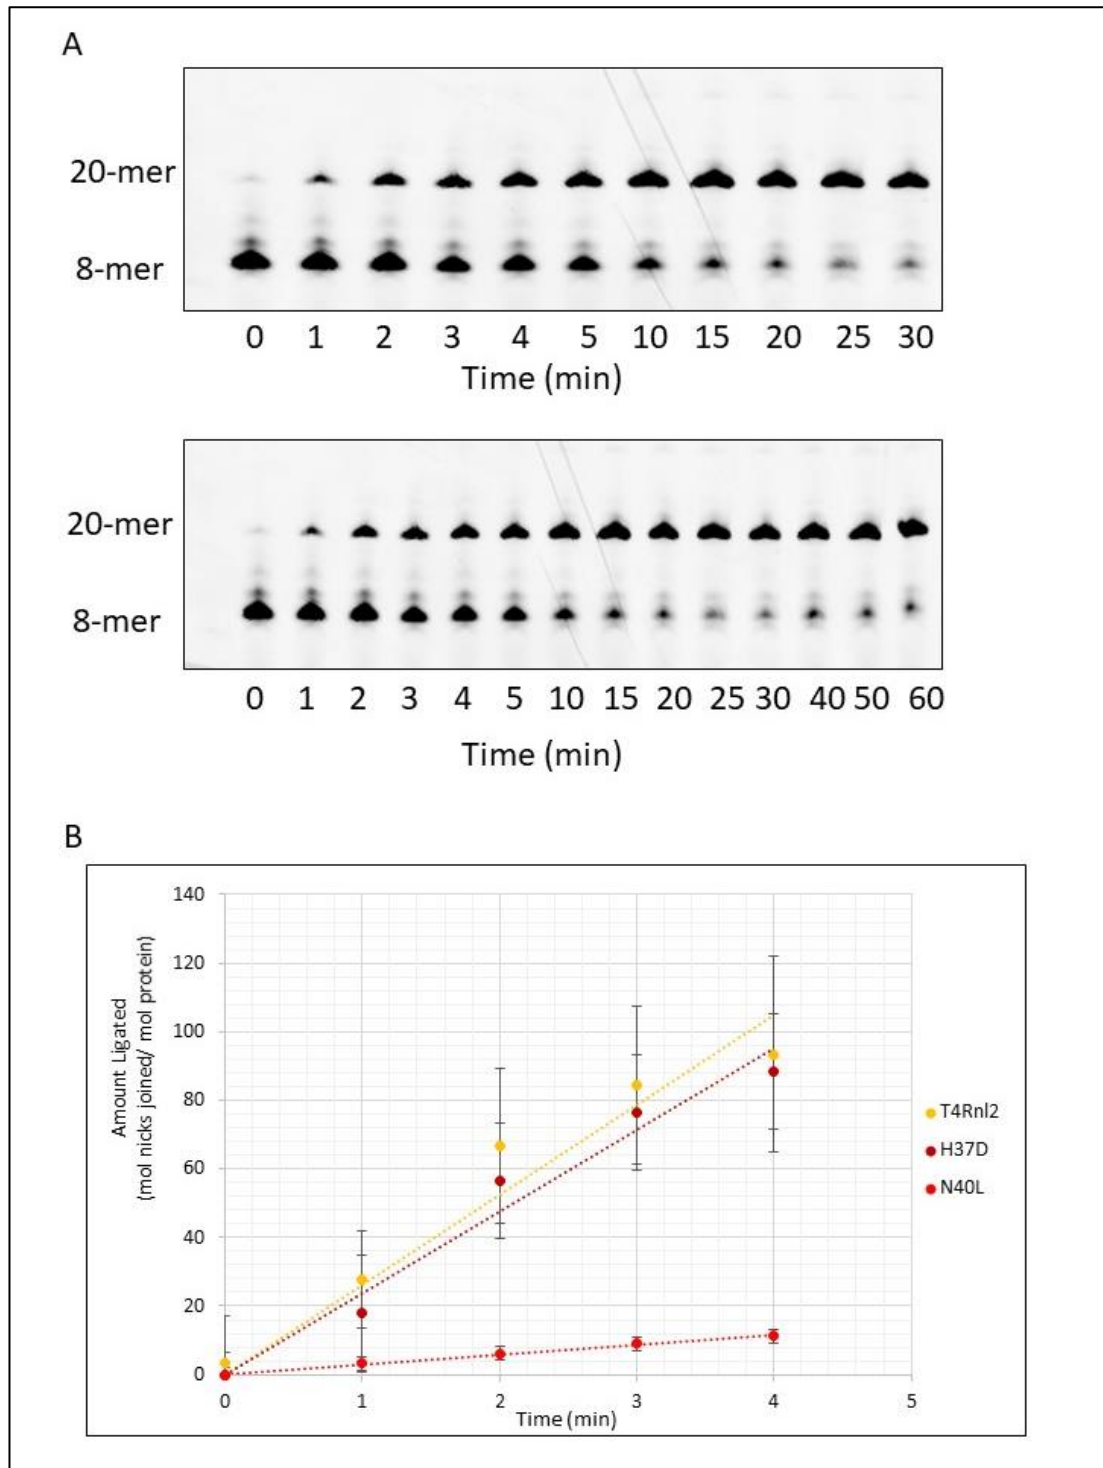 A
20-mer
8-mer
0 1 2 3 4 5 10 15 20 25 30
Time (min)
20-mer
8-mer
0 1 2 3 4 5 10 15 20 25 30 40 50 60
Time (min)
B
Amount Ligated
(mol nicks joined/ mol protein)
140
120
100
80
60
40
20
0
0 1 2 3 4 5
Time (min)
T4Rnl2
H37D
N40L